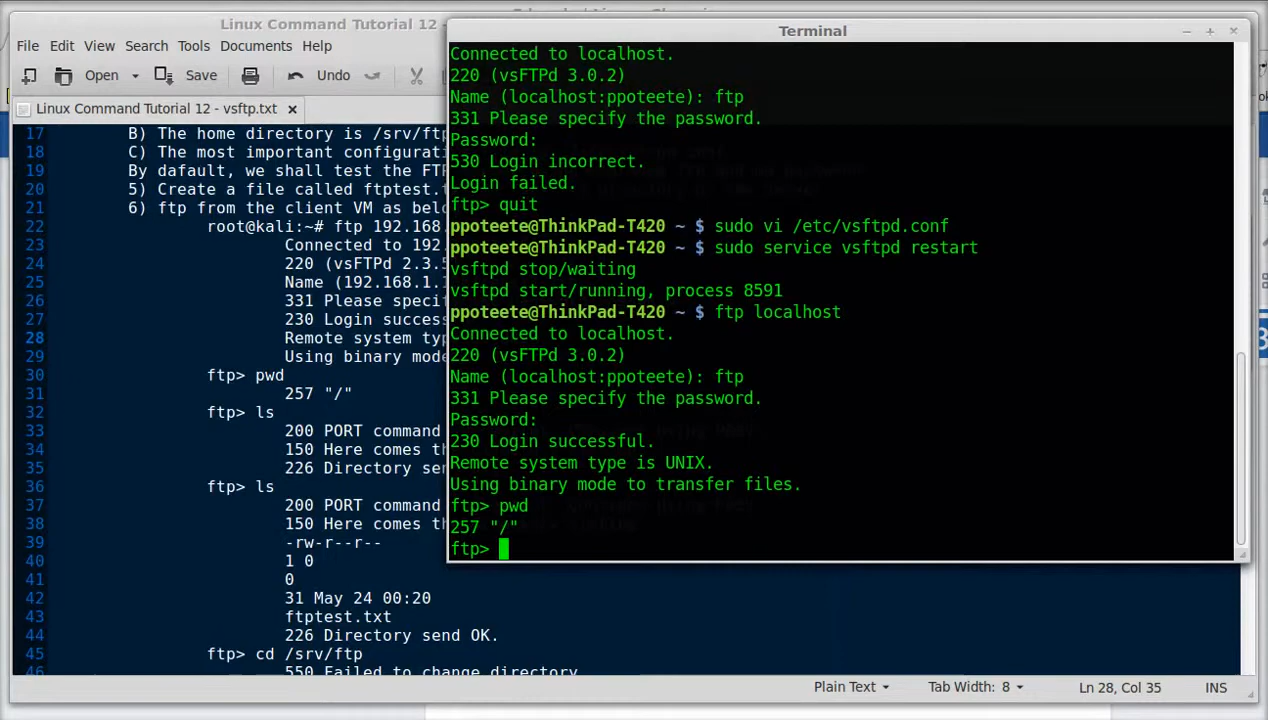 Linux Command Tutorial 12 -
File Edit View Search Tools Documents Help
Open Save Undo
Linux Command Tutorial 12 - vsftp.txt ×
17 B) The home directory is /srv/ftp
18 C) The most important configurati
19 By dafault, we shall test the FTF
20 5) Create a file called ftptest.t
21 6) ftp from the client VM as belo
22 root@kali:~# ftp 192.168.
23 Connected to 192.
24 220 (vsFTPd 2.3.5
25 Name (192.168.1.
26 331 Please specif
27 230 Login success
28 Remote system typ
29 Using binary mode
30 ftp> pwd
31 257 "/"
32 ftp> ls
33 200 PORT command
34 150 Here comes th
35 226 Directory sen
36 ftp> ls
37 200 PORT command
38 150 Here comes th
39 -rw-r--r--
40 1 0
41 0
42 31 May 24 00:20
43 ftptest.txt
44 226 Directory send OK.
45 ftp> cd /srv/ftp
46 550 Failed to change directory
Plain Text Tab Width: 8 Ln 28, Col 35 INS
Terminal
Connected to localhost.
220 (vsFTPd 3.0.2)
Name (localhost:ppoteete): ftp
331 Please specify the password.
Password:
530 Login incorrect.
Login failed.
ftp> quit
ppoteete@ThinkPad-T420 ~ $ sudo vi /etc/vsftpd.conf
ppoteete@ThinkPad-T420 ~ $ sudo service vsftpd restart
vsftpd stop/waiting
vsftpd start/running, process 8591
ppoteete@ThinkPad-T420 ~ $ ftp localhost
Connected to localhost.
220 (vsFTPd 3.0.2)
Name (localhost:ppoteete): ftp
331 Please specify the password.
Password:
230 Login successful.
Remote system type is UNIX.
Using binary mode to transfer files.
ftp> pwd
257 "/"
ftp>